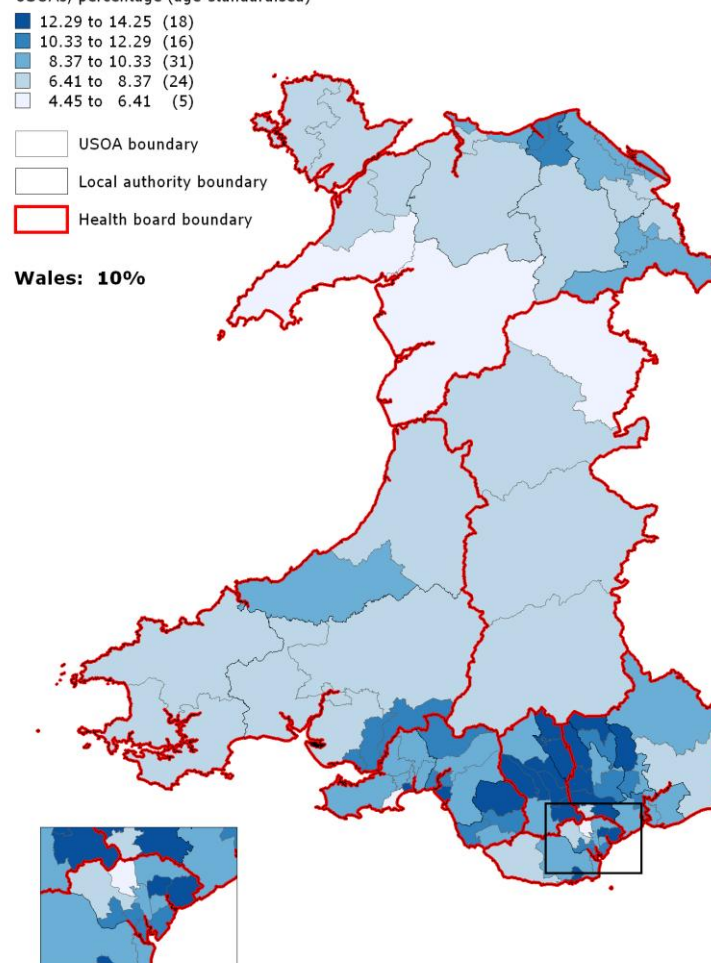 12.29 to 14.25 (18)
10.33 to 12.29 (16)
8.37 to 10.33 (31)
6.41 to 8.37 (24)
4.45 to 6.41 (5)
USOA boundary
Local authority boundary
Health board boundary
Wales: 10%